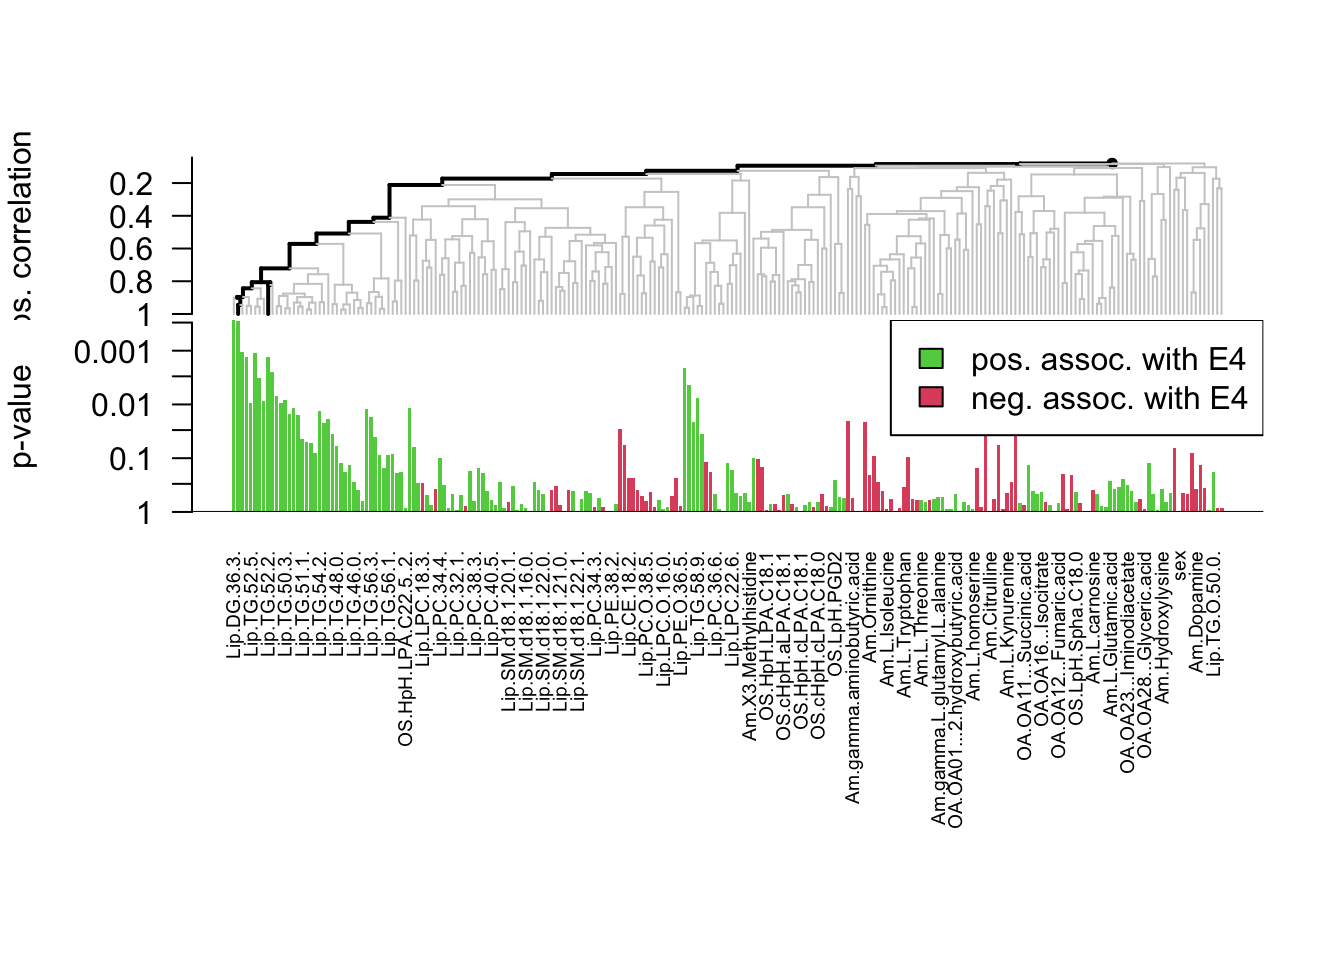 os. correlation
0.2
0.4
0.6
0.8
1
p-value
1
0.001
0.01
0.1
1
pos. assoc. with E4
neg. assoc. with E4
Lip.DG.36.3.
Lip.TG.52.5.
Lip.TG.52.2.
Lip.TG.50.3.
Lip.TG.51.1.
Lip.TG.54.2.
Lip.TG.48.0.
Lip.TG.46.0.
Lip.TG.56.3.
Lip.TG.56.1.
OS.HpH.LPA.C22.5..2.
Lip.LPC.18.3.
Lip.PC.34.4.
Lip.PC.32.1.
Lip.PC.38.3.
Lip.PC.40.5.
Lip.SM.d18.1.20.1.
Lip.SM.d18.1.16.0.
Lip.SM.d18.1.22.0.
Lip.SM.d18.1.21.0.
Lip.SM.d18.1.22.1.
Lip.PC.34.3.
Lip.PE.38.2.
Lip.CE.18.2.
Lip.PC.O.38.5.
Lip.LPC.O.16.0.
Lip.PE.O.36.5.
Lip.TG.58.9.
Lip.PC.36.6.
Lip.LPC.22.6.
Am.X3.Methylhistidine
OS.HpH.LPA.C18.1
OS.cHpH.aLPA.C18.1
OS.HpH.cLPA.C18.1
OS.cHpH.cLPA.C18.0
OS.LpH.PGD2
Am.gamma.aminobutyric.acid
Am.Ornithine
Am.L.Isoleucine
Am.L.Tryptophan
Am.L.Threonine
Am.gamma.L.glutamyl.L.alanine
OA.OA01...2.hydroxybutyric.acid
Am.L.homoserine
Am.Citrulline
Am.L.Kynurenine
OA.OA11...Succinic.acid
OA.OA16...Isocitrate
OA.OA12...Fumaric.acid
OS.LpH.Spha.C18.0
Am.L.carnosine
Am.L.Glutamic.acid
OA.OA23...Iminodiacetate
OA.OA28...Glyceric.acid
Am.Hydroxylysine
sex
Am.Dopamine
Lip.TG.O.50.0.